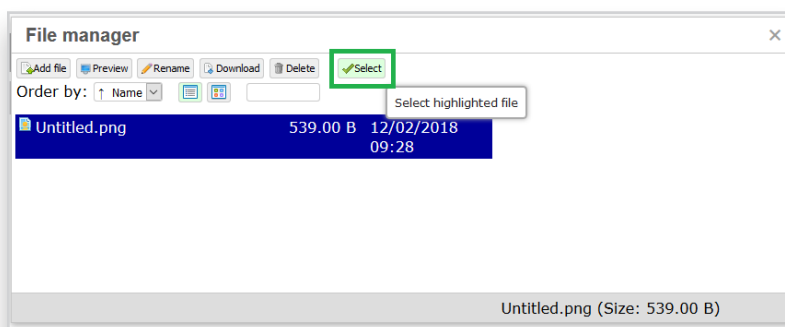 File manager
Add file Preview Rename Download Delete Select
Order by: ↑ Name
Select highlighted file
Untitled.png 539.00 B 12/02/2018
09:28
Untitled.png (Size: 539.00 B)